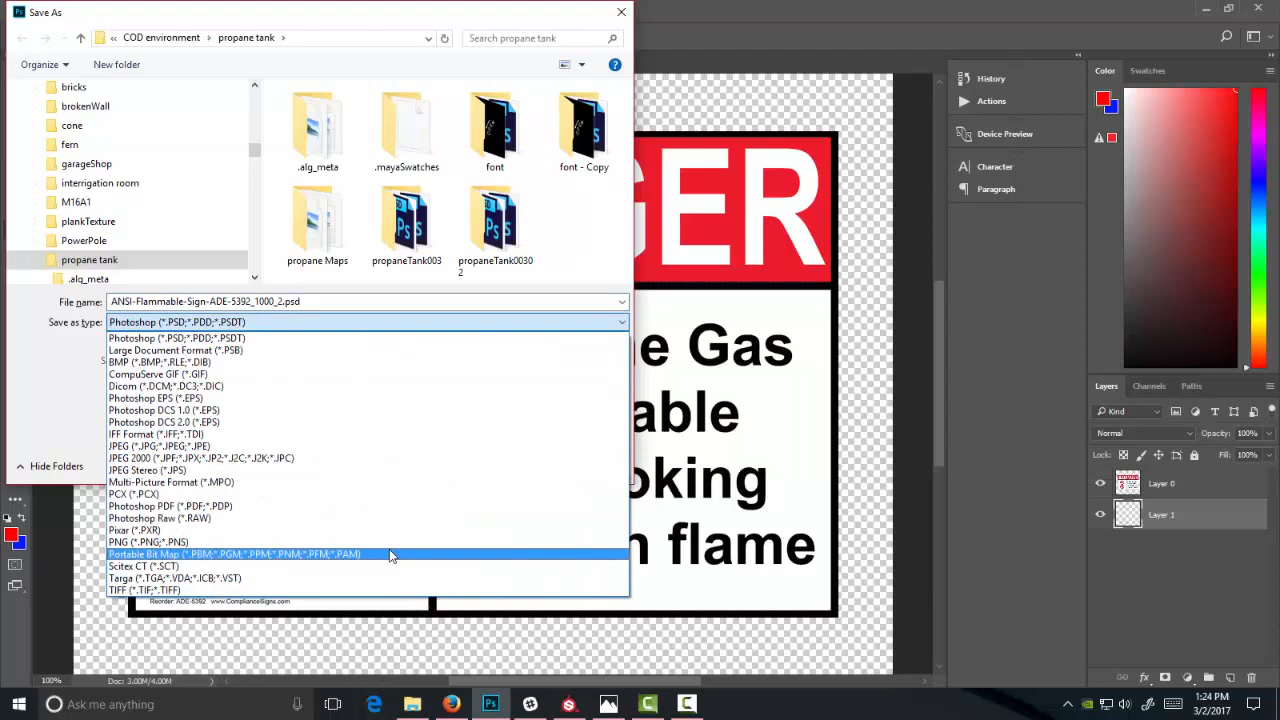 Save As
« COD environment › propane tank ›
Search propane tank
Organize
New folder
bricks
brokenWall
cone
fern
garageShop
interrigation room
M16A1
plankTexture
PowerPole
propane tank
.alg_meta
.alg_meta
.mayaSwatches
font
font - Copy
propane Maps
propaneTank003
propaneTank0030
2
File name:
ANSI-Flammable-Sign-ADE-5392_1000_2.psd
Save as type:
Photoshop (*.PSD;*.PDD;*.PSDT)
Photoshop (*.PSD;*.PDD;*.PSDT)
Large Document Format (*.PSB)
BMP (*.BMP;*.RLE;*.DIB)
CompuServe GIF (*.GIF)
Dicom (*.DCM;*.DC3;*.DIC)
Photoshop EPS (*.EPS)
Photoshop DCS 1.0 (*.EPS)
Photoshop DCS 2.0 (*.EPS)
IFF Format (*.IFF;*.TDI)
JPEG (*.JPG;*.JPEG;*.JPE)
JPEG 2000 (*.JPF;*.JPX;*.JP2;*.J2C;*.J2K;*.JPC)
JPEG Stereo (*.JPS)
Multi-Picture Format (*.MPO)
PCX (*.PCX)
Photoshop PDF (*.PDF;*.PDP)
Photoshop Raw (*.RAW)
Pixar (*.PXR)
PNG (*.PNG;*.PNS)
Portable Bit Map (*.PBM;*.PGM;*.PPM;*.PNM;*.PFM;*.PAM)
Scitex CT (*.SCT)
Targa (*.TGA;*.VDA;*.ICB;*.VST)
TIFF (*.TIF;*.TIFF)
Hide Folders
GER
e Gas
able
oking
n flame
Reorder: ADE-5392 www.ComplianceSigns.com
History
Actions
Device Preview
Character
Paragraph
Color
Swatches
Layers
Channels
Paths
Kind
Normal
Opacity: 100%
Lock:
Fill: 100%
Layer 0
Layer 1
100%
Doc: 3.00M/4.00M
Ask me anything
1:24 PM
3/2/2017